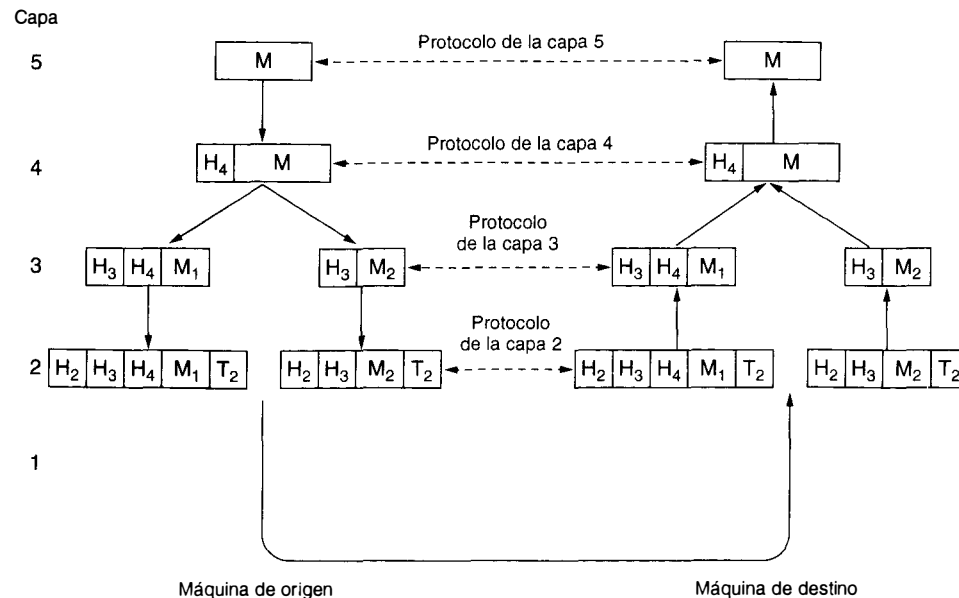 Capa
5
M
Protocolo de la capa 5
M
4
H₄ M
Protocolo de la capa 4
H₄ M
3
H₃ H₄ M₁
H₃ M₂
Protocolo
de la capa 3
H₃ H₄ M₁
H₃ M₂
2
H₂ H₃ H₄ M₁ T₂
H₂ H₃ M₂ T₂
Protocolo
de la capa 2
H₂ H₃ H₄ M₁ T₂
H₂ H₃ M₂ T₂
1
Máquina de origen
Máquina de destino